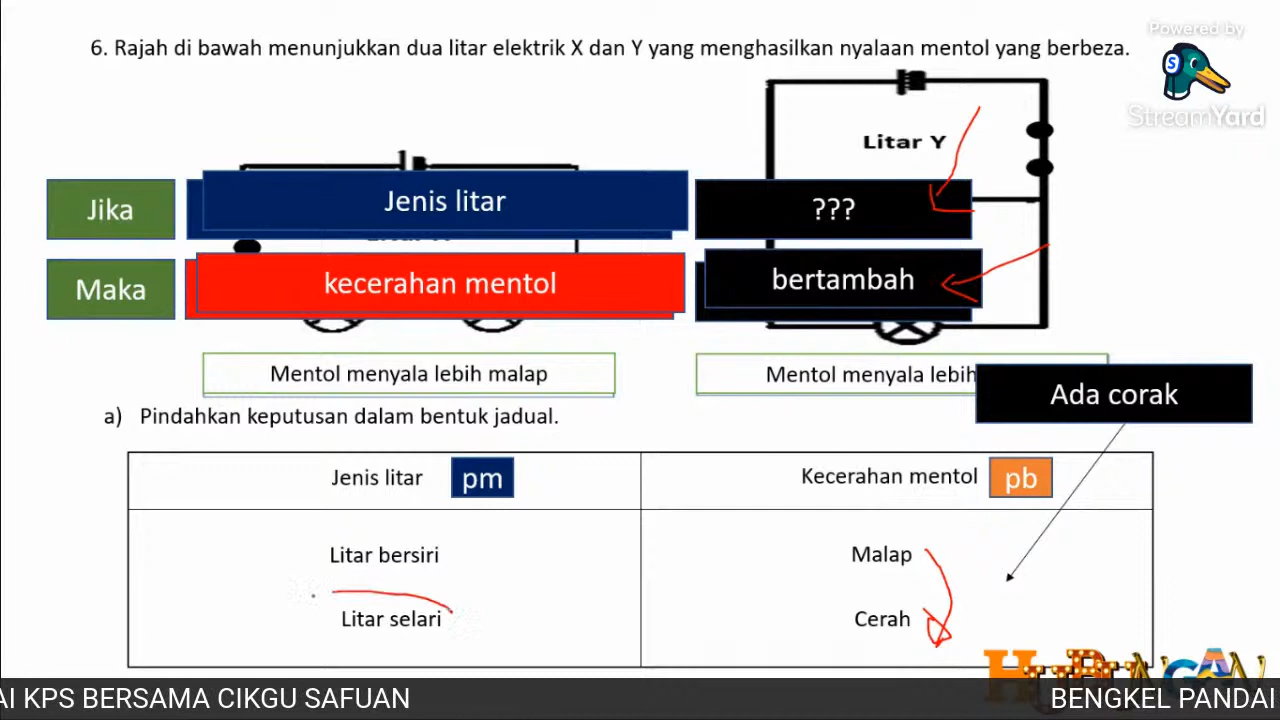 Powered by
StreamYard
6. Rajah di bawah menunjukkan dua litar elektrik X dan Y yang menghasilkan nyalaan mentol yang berbeza.
Litar Y
Jika
Jenis litar
???
Maka
kecerahan mentol
bertambah
Mentol menyala lebih malap
Mentol menyala lebih
Ada corak
a) Pindahkan keputusan dalam bentuk jadual.
Jenis litar pm
Kecerahan mentol pb
Litar bersiri
Malap
Litar selari
Cerah
HUBUNGAN
AI KPS BERSAMA CIKGU SAFUAN
BENGKEL PANDAI